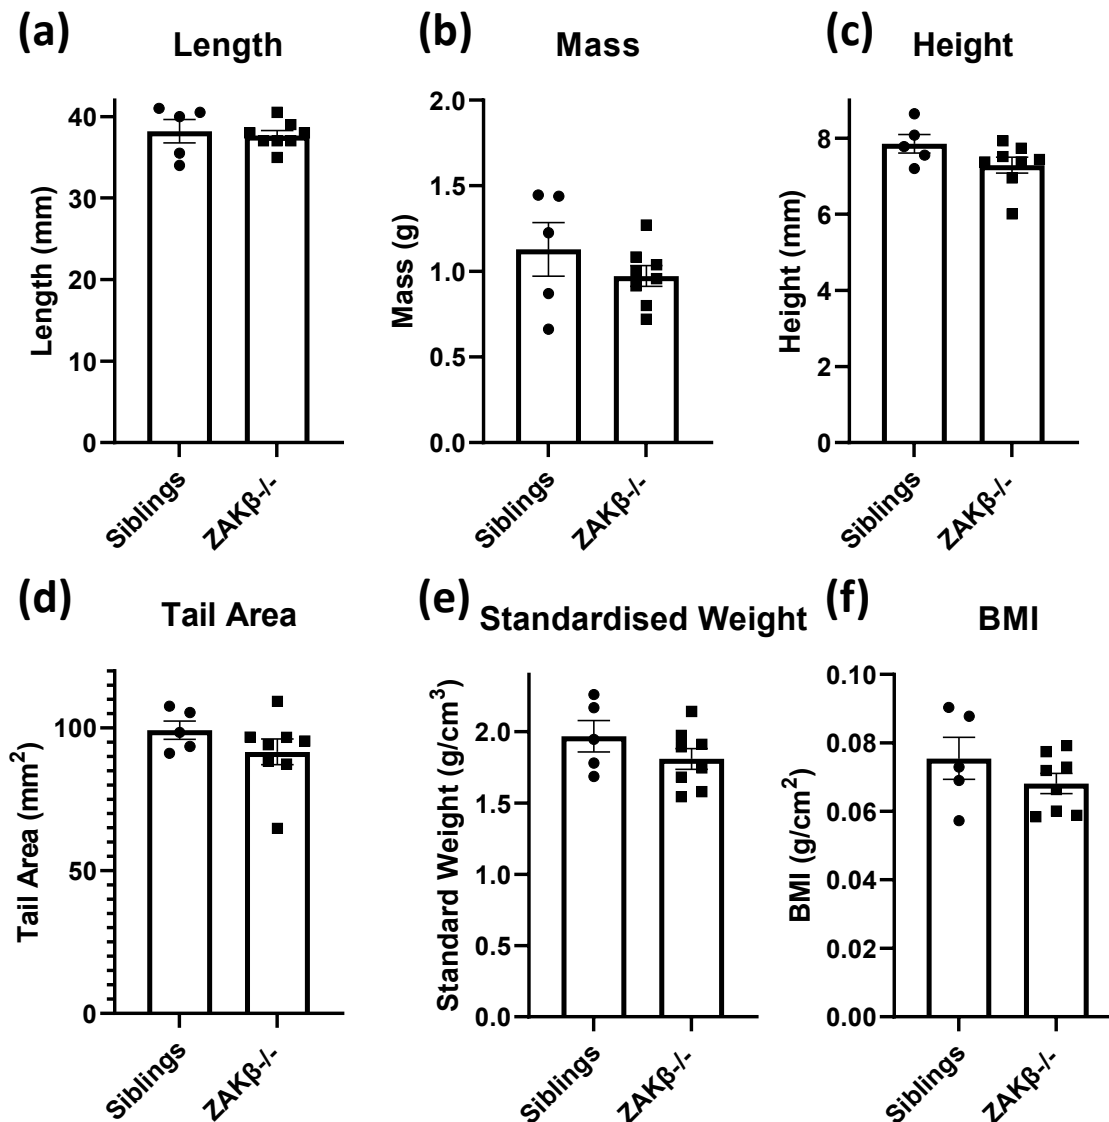 (a) Length
40
30
20
10
0
Length (mm)
Siblings
ZAKβ-/-
(b) Mass
2.0
1.5
1.0
0.5
0.0
Mass (g)
Siblings
ZAKβ-/-
(c) Height
8
6
4
2
0
Height (mm)
Siblings
ZAKβ-/-
(d) Tail Area
100
50
0
Tail Area (mm²)
Siblings
ZAKβ-/-
(e) Standardised Weight
2.0
1.5
1.0
0.5
0.0
Standard Weight (g/cm³)
Siblings
ZAKβ-/-
(f) BMI
0.10
0.08
0.06
0.04
0.02
0.00
BMI (g/cm²)
Siblings
ZAKβ-/-